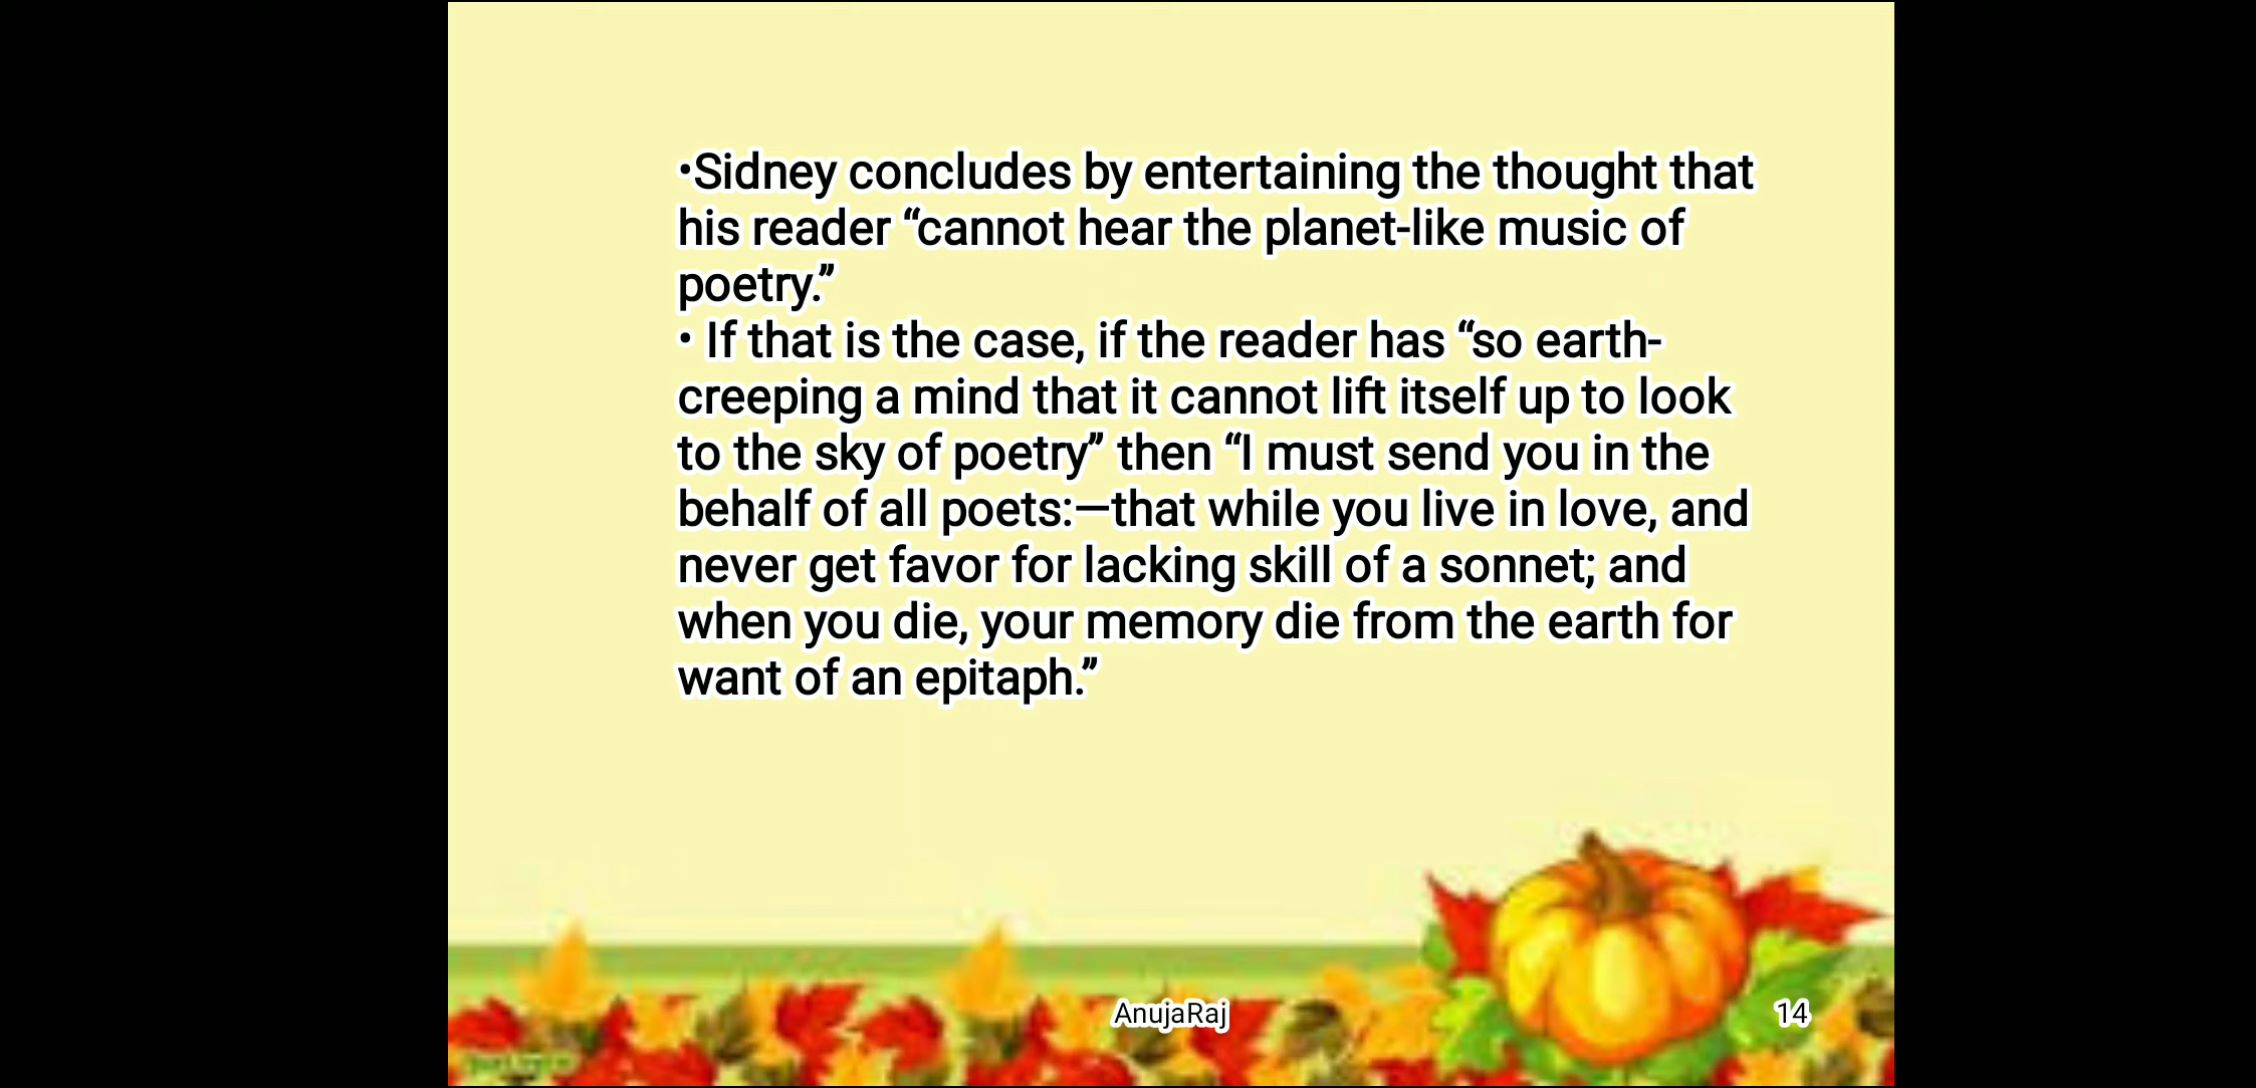 •Sidney concludes by entertaining the thought that
his reader “cannot hear the planet-like music of
poetry.”
• If that is the case, if the reader has “so earth-
creeping a mind that it cannot lift itself up to look
to the sky of poetry” then “I must send you in the
behalf of all poets:—that while you live in love, and
never get favor for lacking skill of a sonnet; and
when you die, your memory die from the earth for
want of an epitaph.”
AnujaRaj
14